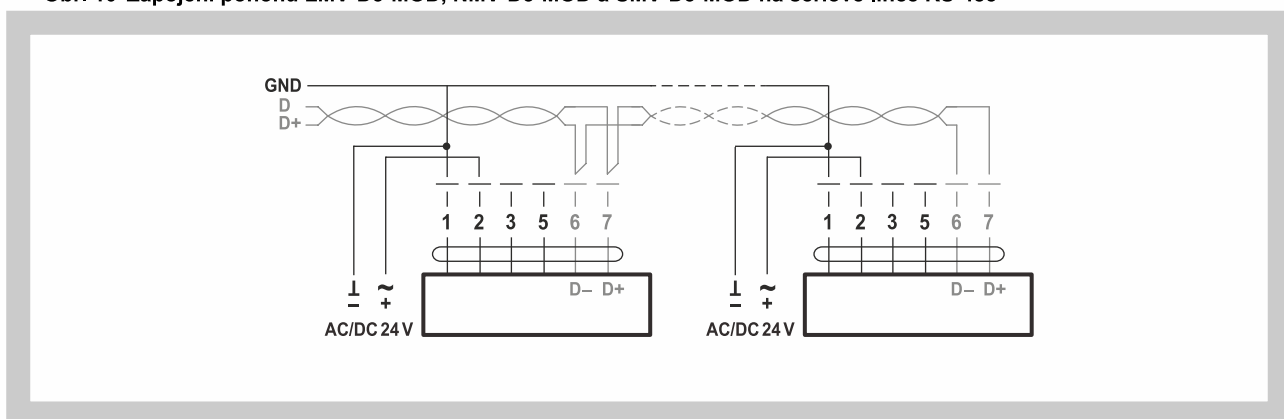 GND
D
D+
1 2 3 5 6 7
1 2 3 5 6 7
D– D+
D– D+
⊥ ~
– +
⊥ ~
– +
AC/DC 24 V
AC/DC 24 V